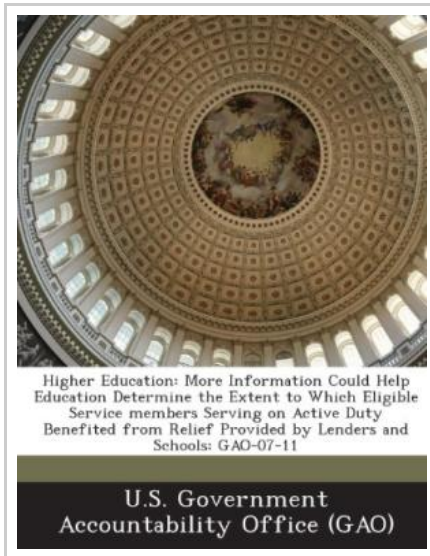 Higher Education: More Information Could Help
Education Determine the Extent to Which Eligible
Service members Serving on Active Duty
Benefited from Relief Provided by Lenders and
Schools: GAO-07-11
U.S. Government
Accountability Office (GAO)